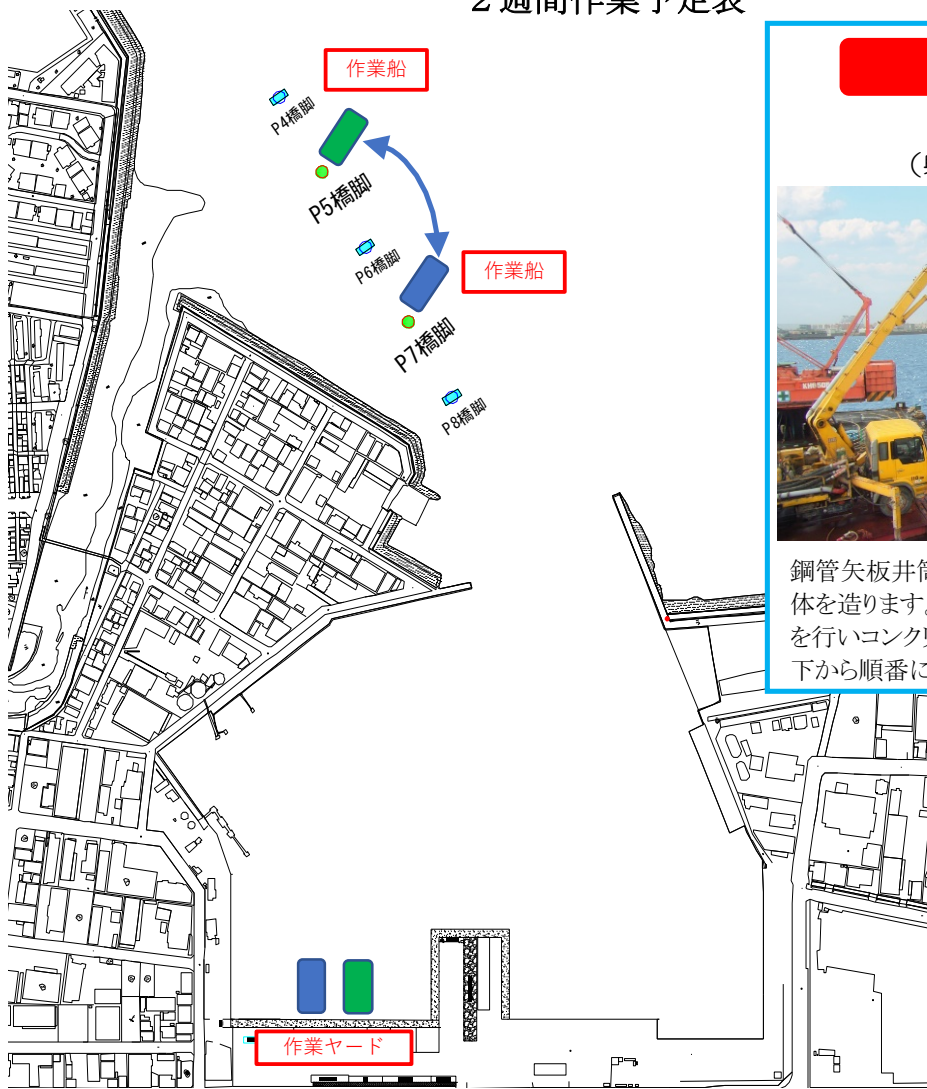 ２週間作業予定表
作業船
P4橋脚
P5橋脚
P6橋脚
作業船
P7橋脚
P8橋脚
作業ヤード
鋼管矢板井筒
体を造ります。
を行いコンクリ
下から順番に